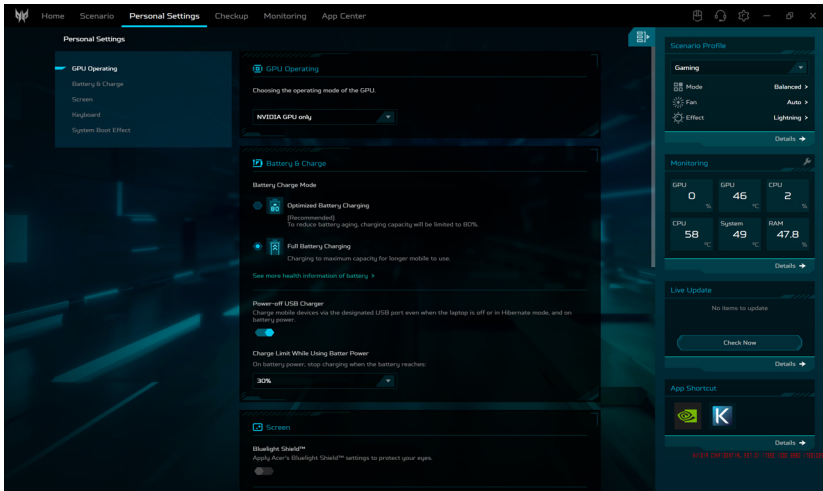 Home Scenario Personal Settings Checkup Monitoring App Center
Personal Settings
GPU Operating
Battery & Charge
Screen
Keyboard
System Boot Effect
GPU Operating
Choosing the operating mode of the GPU.
NVIDIA GPU only
Battery & Charge
Battery Charge Mode
80
Optimized Battery Charging
[Recommended]
To reduce battery aging, charging capacity will be limited to 80%.
Full Battery Charging
Charging to maximum capacity for longer mobile to use.
See more health information of battery >
Power-off USB Charger
Charge mobile devices via the designated USB port even when the laptop is off or in Hibernate mode, and on
battery power.
Charge Limit While Using Batter Power
On battery power, stop charging when the battery reaches:
30%
Screen
Bluelight Shield™
Apply Acer's Bluelight Shield™ settings to protect your eyes.
Scenario Profile
Gaming
Mode Balanced >
Fan Auto >
Effect Lightning >
Details →
Monitoring
GPU GPU CPU
0 % 46 °C 2 %
CPU System RAM
58 °C 49 °C 47.8 %
Details →
Live Update
No items to update
Check Now
Details →
App Shortcut
K
Details →